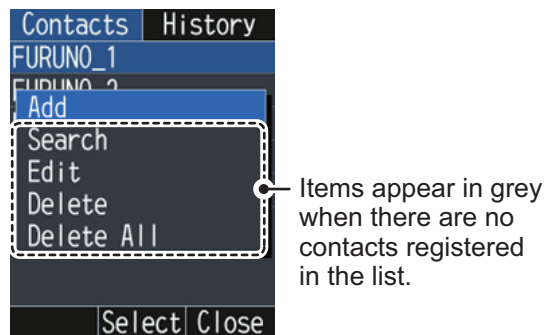 Contacts History
FURUNO_1
FURUNO_2
Add
Search
Edit
Delete
Delete All
Items appear in grey
when there are no
contacts registered
in the list.
Select Close